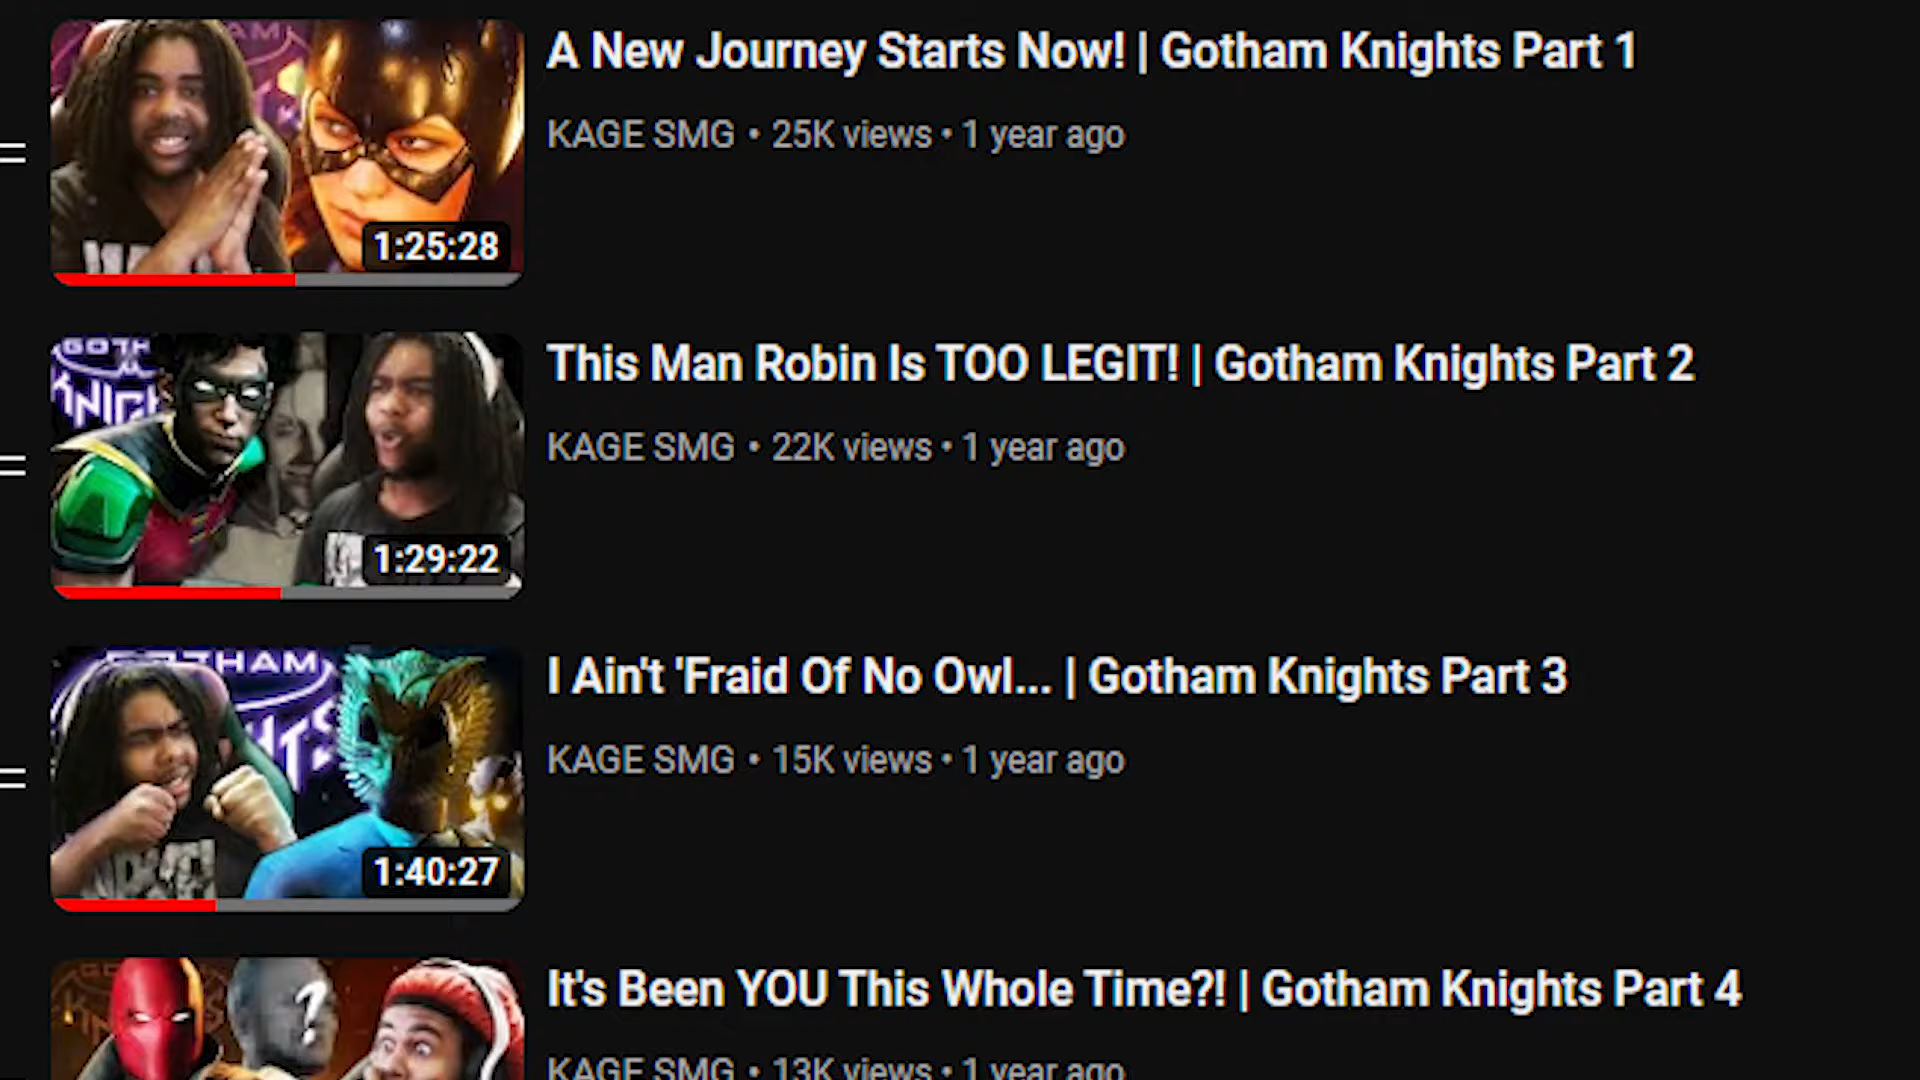 A New Journey Starts Now! | Gotham Knights Part 1
KAGE SMG • 25K views • 1 year ago
1:25:28
GOTH
KNIGH
This Man Robin Is TOO LEGIT! | Gotham Knights Part 2
KAGE SMG • 22K views • 1 year ago
1:29:22
GOTHAM
I Ain't 'Fraid Of No Owl... | Gotham Knights Part 3
KAGE SMG • 15K views • 1 year ago
1:40:27
?
It's Been YOU This Whole Time?! | Gotham Knights Part 4
KAGE SMG • 13K views • 1 year ago